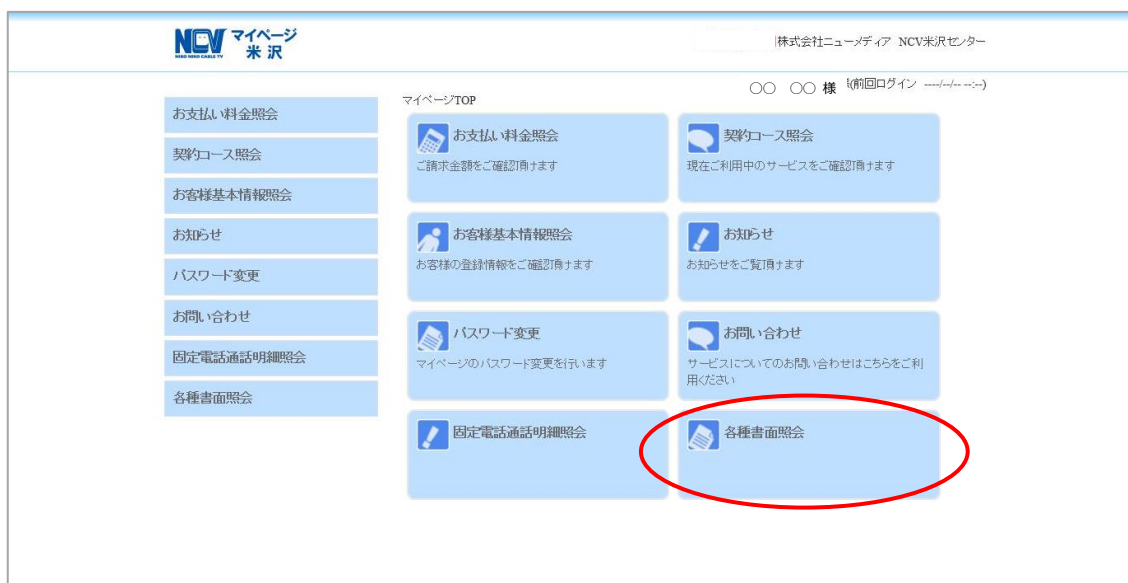 NCV マイページ
米沢
NIKO NIKO CABLE TV
株式会社ニューメディア NCV米沢センター
○○ ○○ 様 (前回ログイン ----/--/-- --:--)
お支払い料金照会
契約コース照会
お客様基本情報照会
お知らせ
パスワード変更
お問い合わせ
固定電話通話明細照会
各種書面照会
マイページTOP
お支払い料金照会
ご請求金額をご確認頂けます
契約コース照会
現在ご利用中のサービスをご確認頂けます
お客様基本情報照会
お客様の登録情報をご確認頂けます
お知らせ
お知らせをご覧頂けます
パスワード変更
マイページのパスワード変更を行います
お問い合わせ
サービスについてのお問い合わせはこちらをご利
用ください
固定電話通話明細照会
各種書面照会